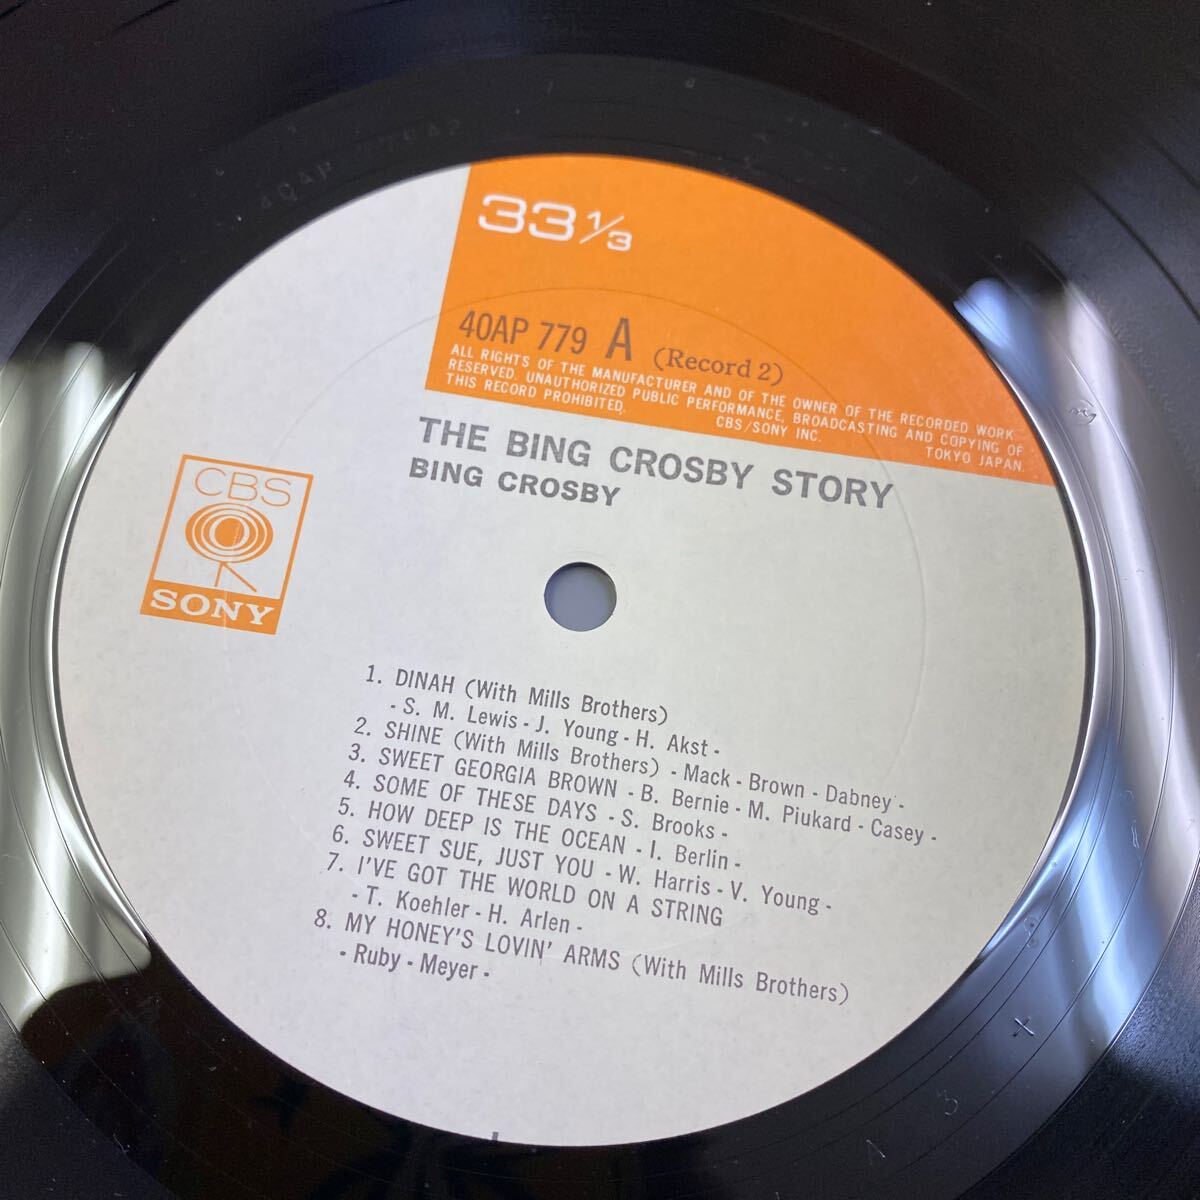 33 1/3
40AP 779 A (Record 2)
ALL RIGHTS OF THE MANUFACTURER AND OF THE OWNER OF THE RECORDED WORK
RESERVED. UNAUTHORIZED PUBLIC PERFORMANCE, BROADCASTING AND COPYING OF
THIS RECORD PROHIBITED. CBS/SONY INC. TOKYO JAPAN.
THE BING CROSBY STORY
BING CROSBY
CBS
SONY
1. DINAH (With Mills Brothers)
- S. M. Lewis - J. Young - H. Akst -
2. SHINE (With Mills Brothers) - Mack - Brown - Dabney -
3. SWEET GEORGIA BROWN - B. Bernie - M. Piukard - Casey -
4. SOME OF THESE DAYS - S. Brooks -
5. HOW DEEP IS THE OCEAN - I. Berlin -
6. SWEET SUE, JUST YOU - W. Harris - V. Young -
7. I'VE GOT THE WORLD ON A STRING
- T. Koehler - H. Arlen -
8. MY HONEY'S LOVIN' ARMS (With Mills Brothers)
- Ruby - Meyer -